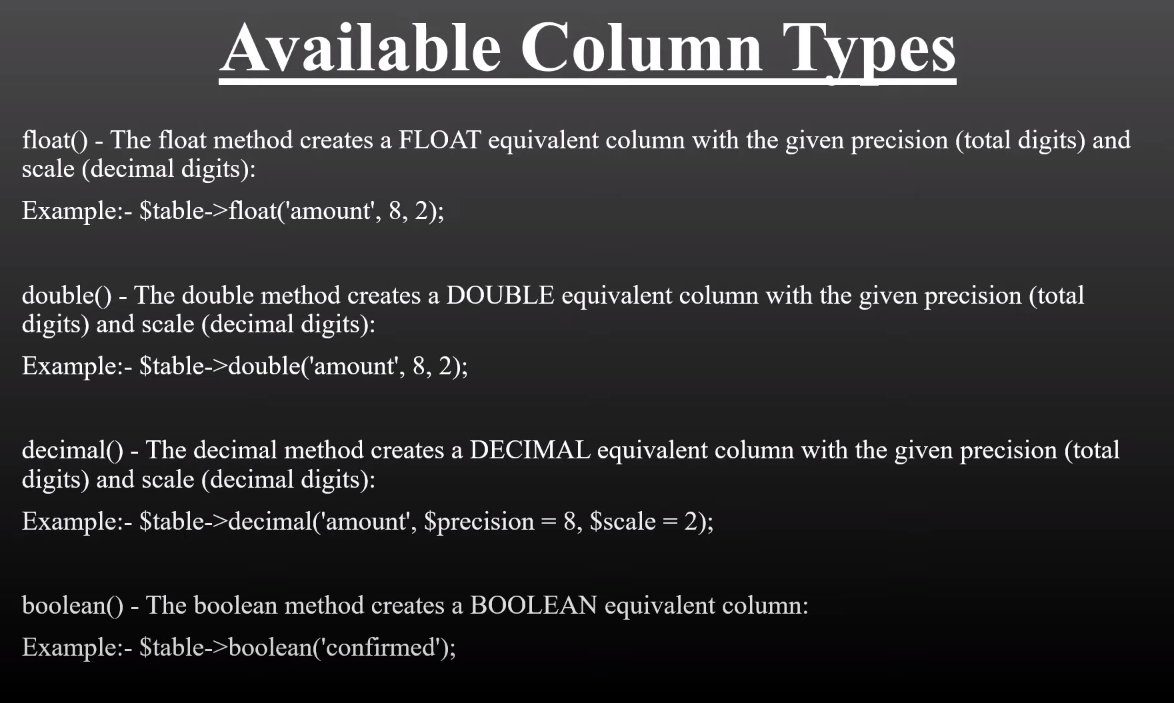 Available Column Types
float() - The float method creates a FLOAT equivalent column with the given precision (total digits) and
scale (decimal digits):
Example:- $table->float('amount', 8, 2);
double() - The double method creates a DOUBLE equivalent column with the given precision (total
digits) and scale (decimal digits):
Example:- $table->double('amount', 8, 2);
decimal() - The decimal method creates a DECIMAL equivalent column with the given precision (total
digits) and scale (decimal digits):
Example:- $table->decimal('amount', $precision = 8, $scale = 2);
boolean() - The boolean method creates a BOOLEAN equivalent column:
Example:- $table->boolean('confirmed');